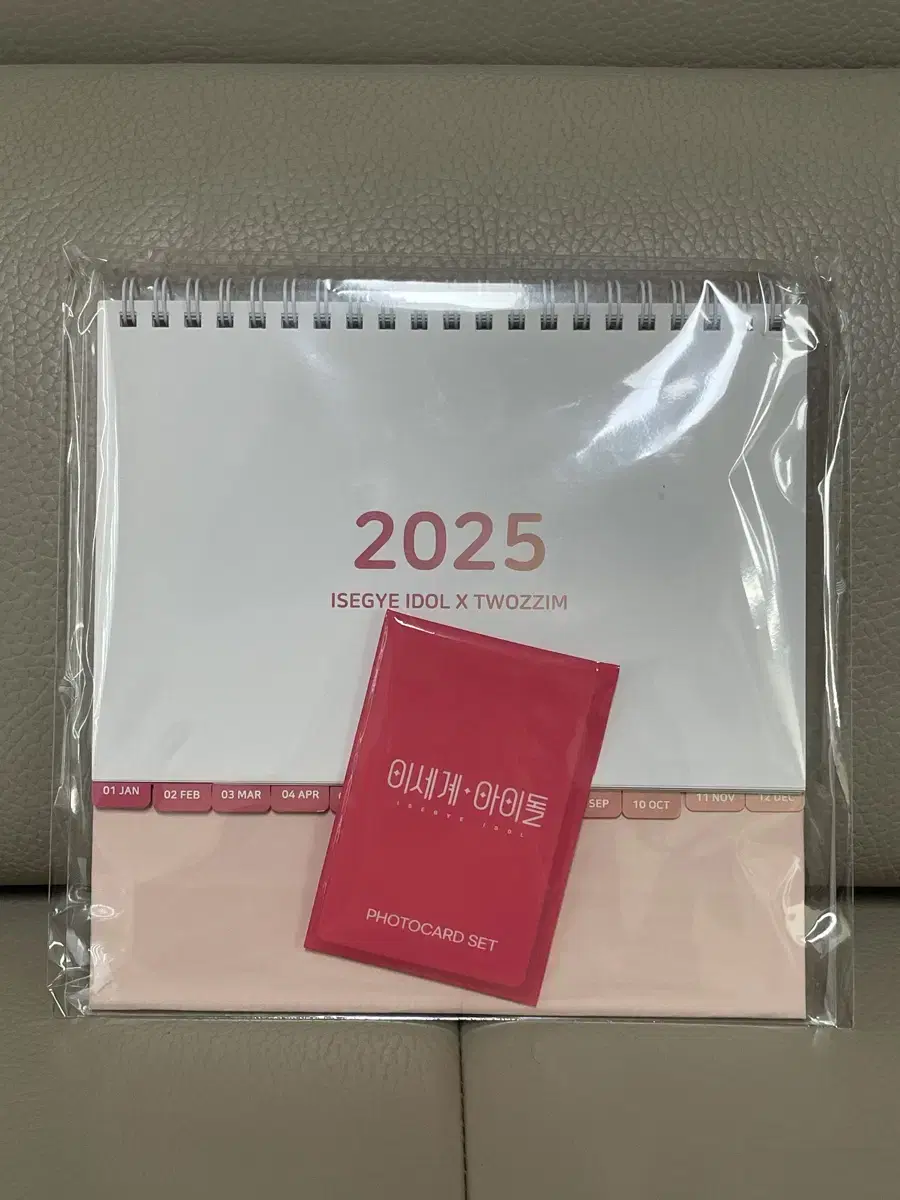 2025
ISEGYE IDOL X TWOZZIM
01 JAN
02 FEB
03 MAR
04 APR
SEP
10 OCT
11 NOV
12 DEC
이세계 아이돌
ISEGYE IDOL
PHOTOCARD SET